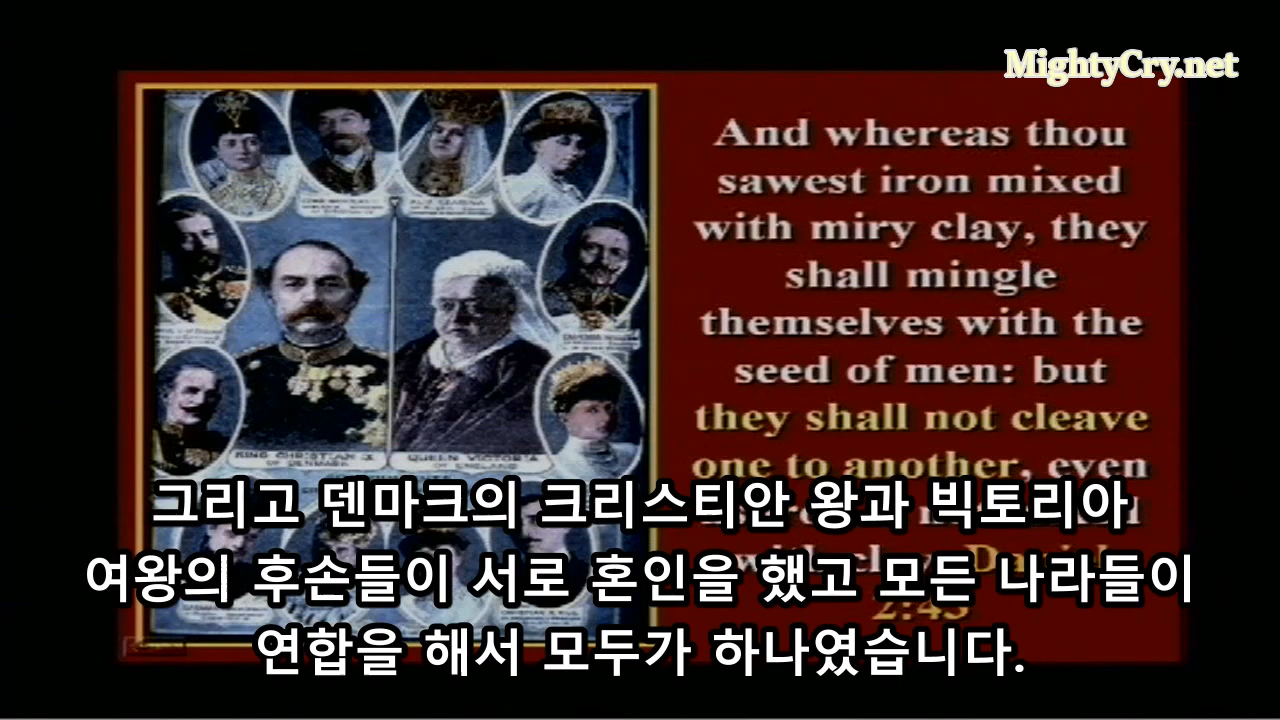 MightyCry.net
And whereas thou
sawest iron mixed
with miry clay, they
shall mingle
themselves with the
seed of men: but
they shall not cleave
one to another, even
KING CHRISTIAN IX
OF DENMARK
QUEEN VICTORIA
OF ENGLAND
with clay. Daniel
2:43
그리고 덴마크의 크리스티안 왕과 빅토리아
여왕의 후손들이 서로 혼인을 했고 모든 나라들이
연합을 해서 모두가 하나였습니다.